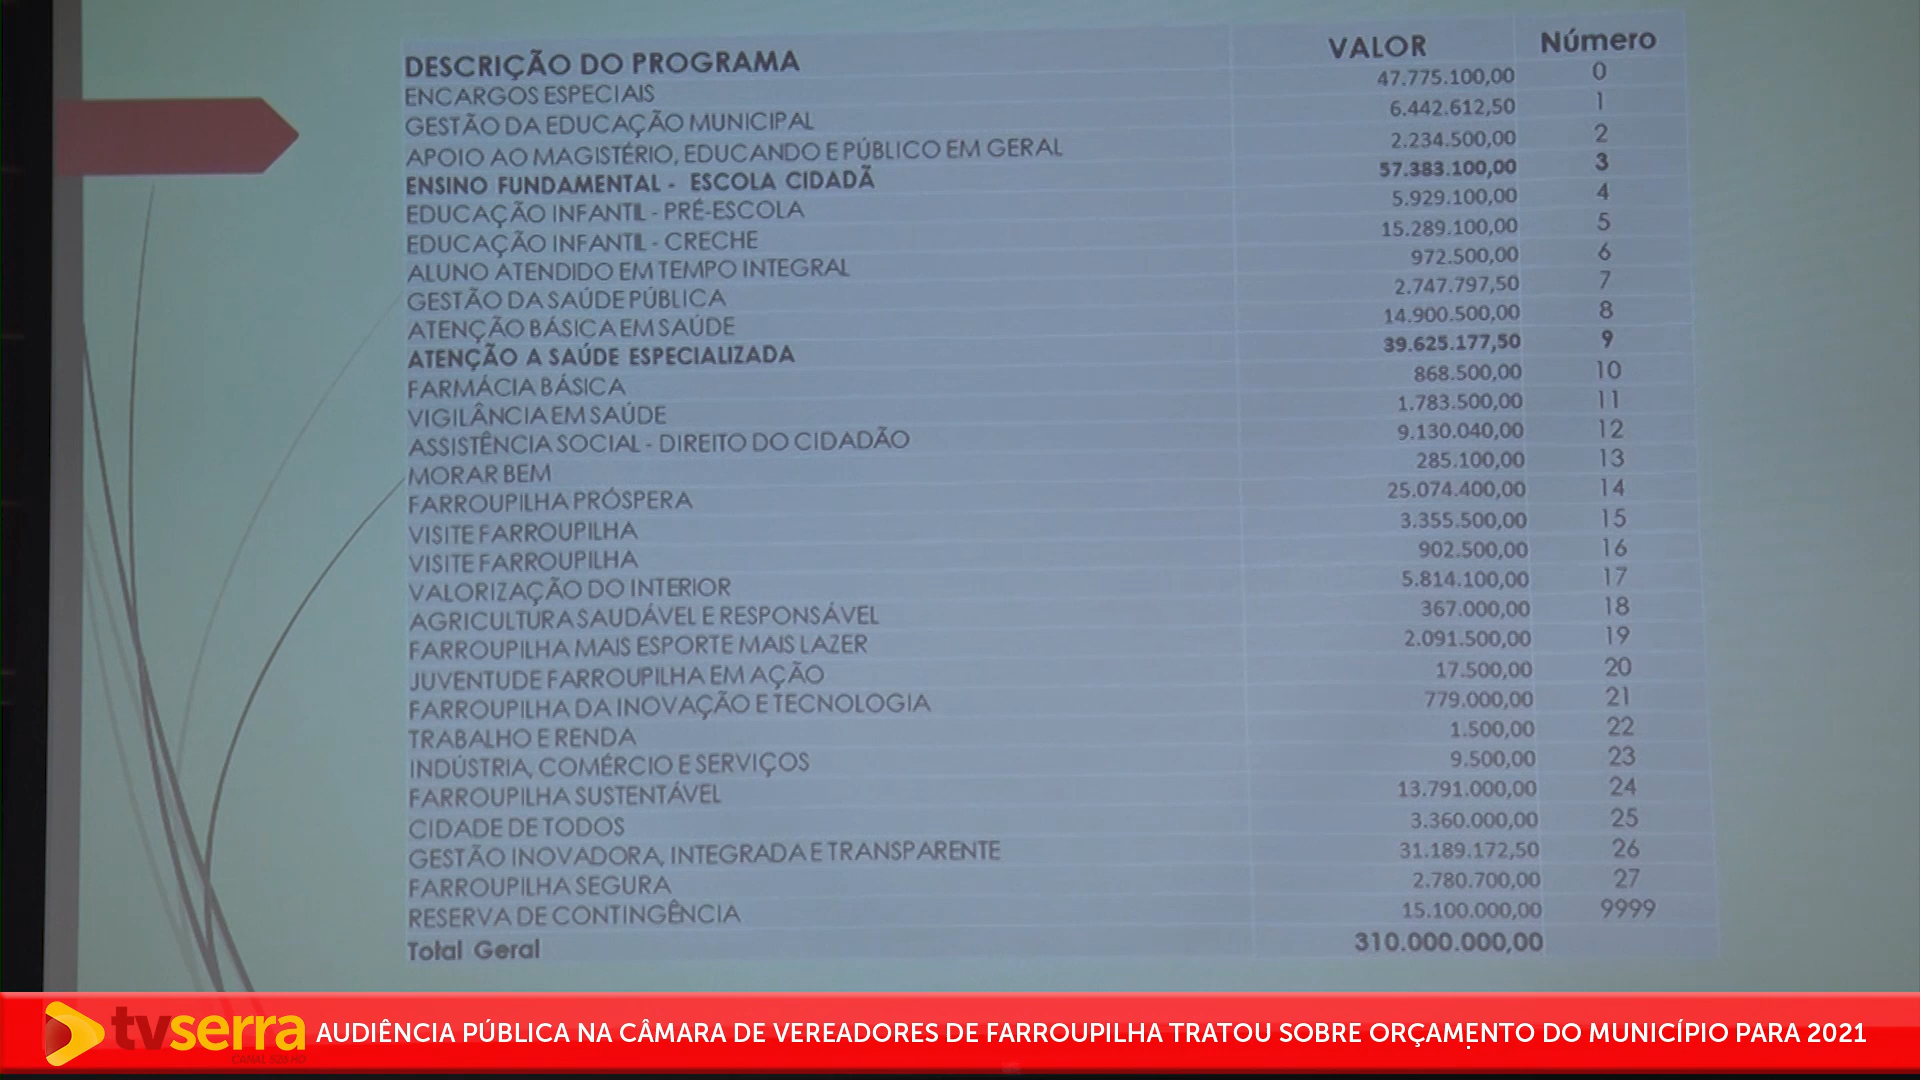 DESCRIÇÃO DO PROGRAMA VALOR Número
ENCARGOS ESPECIAIS 47.775.100,00 0
GESTÃO DA EDUCAÇÃO MUNICIPAL 6.442.612,50 1
APOIO AO MAGISTÉRIO, EDUCANDO E PÚBLICO EM GERAL 2.234.500,00 2
ENSINO FUNDAMENTAL - ESCOLA CIDADÃ 57.383.100,00 3
EDUCAÇÃO INFANTIL - PRÉ-ESCOLA 5.929.100,00 4
EDUCAÇÃO INFANTIL - CRECHE 15.289.100,00 5
ALUNO ATENDIDO EM TEMPO INTEGRAL 972.500,00 6
GESTÃO DA SAÚDE PÚBLICA 2.747.797,50 7
ATENÇÃO BÁSICA EM SAÚDE 14.900.500,00 8
ATENÇÃO A SAÚDE ESPECIALIZADA 39.625.177,50 9
FARMÁCIA BÁSICA 868.500,00 10
VIGILÂNCIA EM SAÚDE 1.783.500,00 11
ASSISTÊNCIA SOCIAL - DIREITO DO CIDADÃO 9.130.040,00 12
MORAR BEM 285.100,00 13
FARROUPILHA PRÓSPERA 25.074.400,00 14
VISITE FARROUPILHA 3.355.500,00 15
VISITE FARROUPILHA 902.500,00 16
VALORIZAÇÃO DO INTERIOR 5.814.100,00 17
AGRICULTURA SAUDÁVEL E RESPONSÁVEL 367.000,00 18
FARROUPILHA MAIS ESPORTE MAIS LAZER 2.091.500,00 19
JUVENTUDE FARROUPILHA EM AÇÃO 17.500,00 20
FARROUPILHA DA INOVAÇÃO E TECNOLOGIA 779.000,00 21
TRABALHO E RENDA 1.500,00 22
INDÚSTRIA, COMÉRCIO E SERVIÇOS 9.500,00 23
FARROUPILHA SUSTENTÁVEL 13.791.000,00 24
CIDADE DE TODOS 3.360.000,00 25
GESTÃO INOVADORA, INTEGRADA E TRANSPARENTE 31.189.172,50 26
FARROUPILHA SEGURA 2.780.700,00 27
RESERVA DE CONTINGÊNCIA 15.100.000,00 9999
Total Geral 310.000.000,00
tvserra
CANAL 526 HD
AUDIÊNCIA PÚBLICA NA CÂMARA DE VEREADORES DE FARROUPILHA TRATOU SOBRE ORÇAMENTO DO MUNICÍPIO PARA 2021